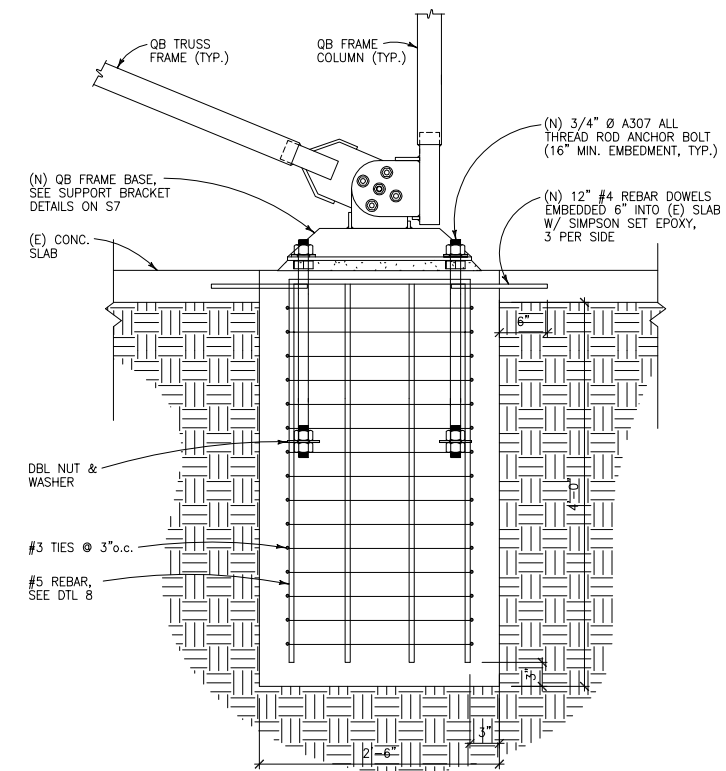 QB TRUSS
FRAME (TYP.)
QB FRAME
COLUMN (TYP.)
(N) 3/4" Ø A307 ALL
THREAD ROD ANCHOR BOLT
(16" MIN. EMBEDMENT, TYP.)
(N) QB FRAME BASE,
SEE SUPPORT BRACKET
DETAILS ON S7
(N) 12" #4 REBAR DOWELS
EMBEDDED 6" INTO (E) SLAB
W/ SIMPSON SET EPOXY,
3 PER SIDE
(E) CONC.
SLAB
6"
DBL NUT &
WASHER
4'-0"
#3 TIES @ 3"o.c.
#5 REBAR,
SEE DTL 8
3"
3"
2'-6"